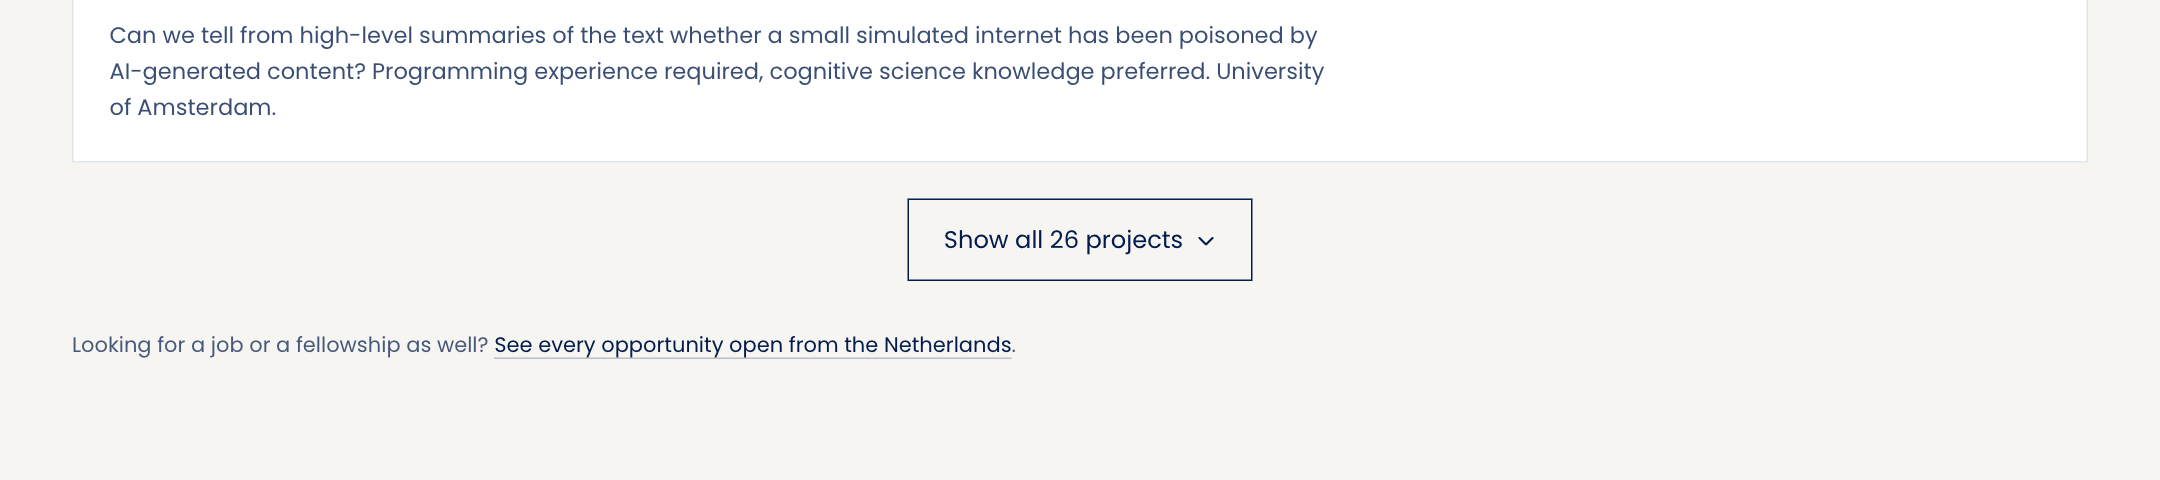 Can we tell from high-level summaries of the text whether a small simulated internet has been poisoned by
AI-generated content? Programming experience required, cognitive science knowledge preferred. University
of Amsterdam.
Show all 26 projects
Looking for a job or a fellowship as well? See every opportunity open from the Netherlands.